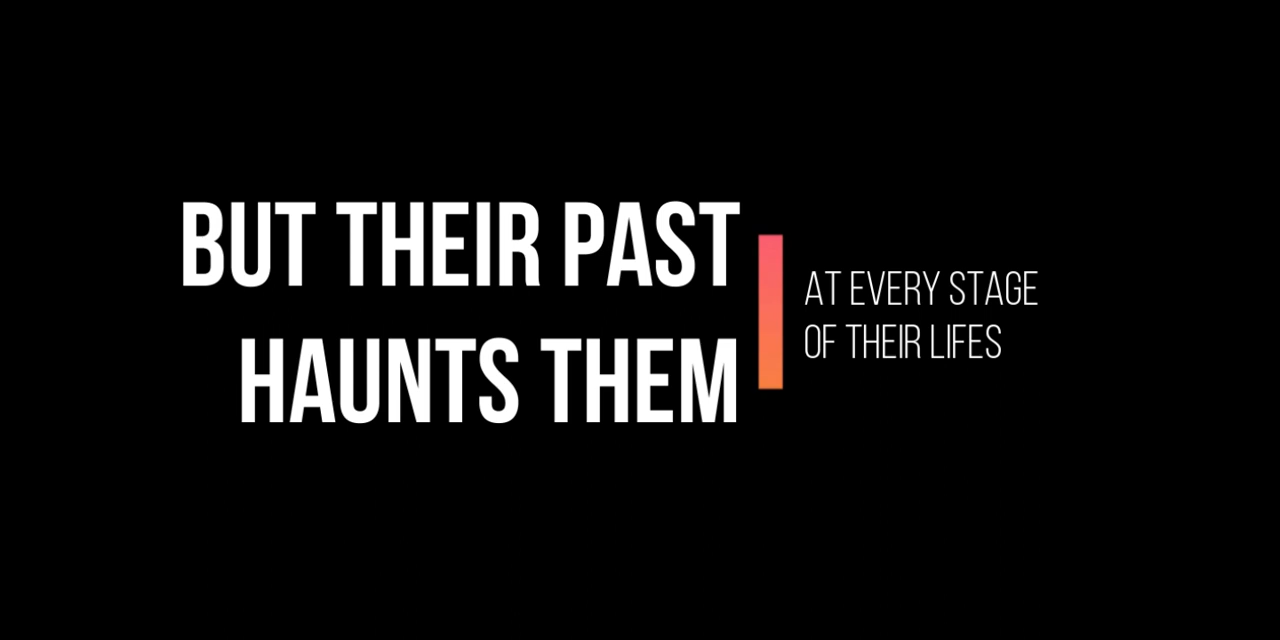 BUT THEIR PAST
HAUNTS THEM
AT EVERY STAGE
OF THEIR LIFES